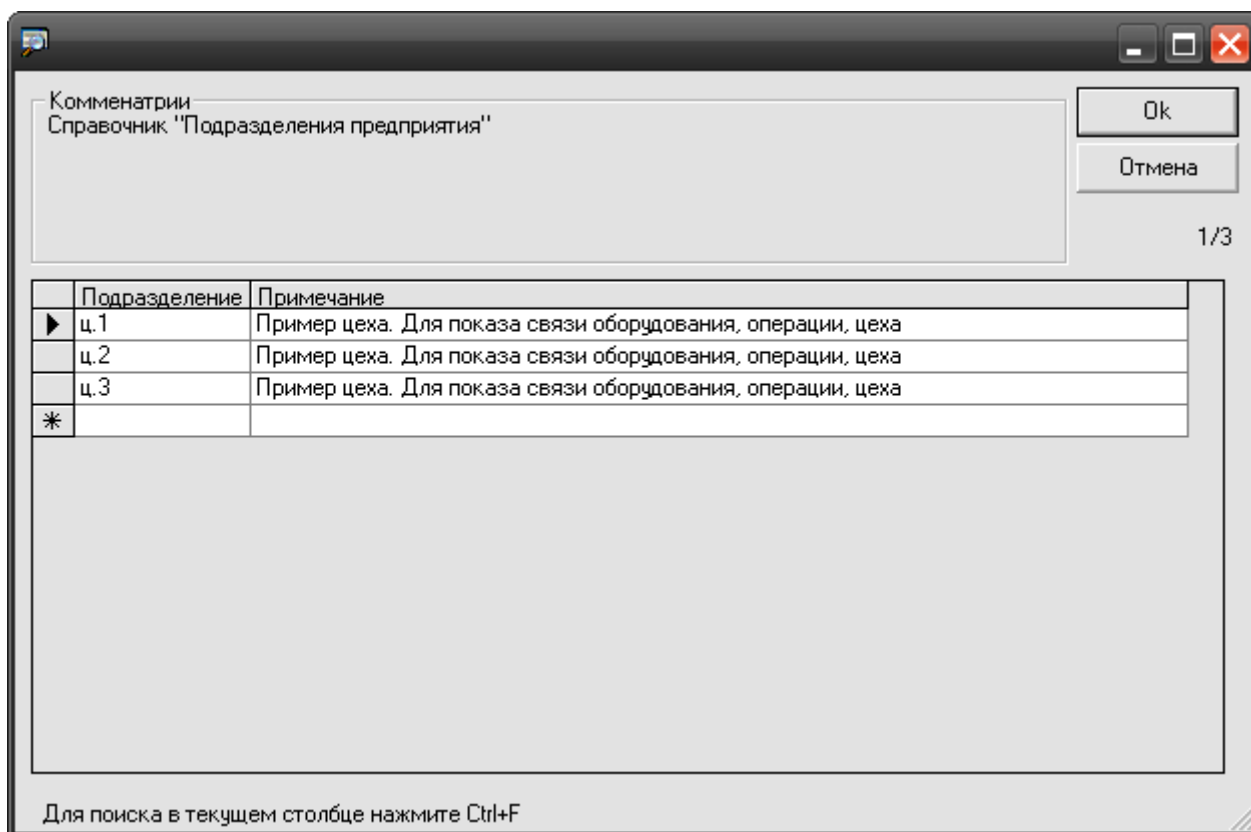 Комменатрии
Справочник "Подразделения предприятия"
Ok
Отмена
1/3
Подразделение Примечание
ц.1 Пример цеха. Для показа связи оборудования, операции, цеха
ц.2 Пример цеха. Для показа связи оборудования, операции, цеха
ц.3 Пример цеха. Для показа связи оборудования, операции, цеха
Для поиска в текущем столбце нажмите Ctrl+F